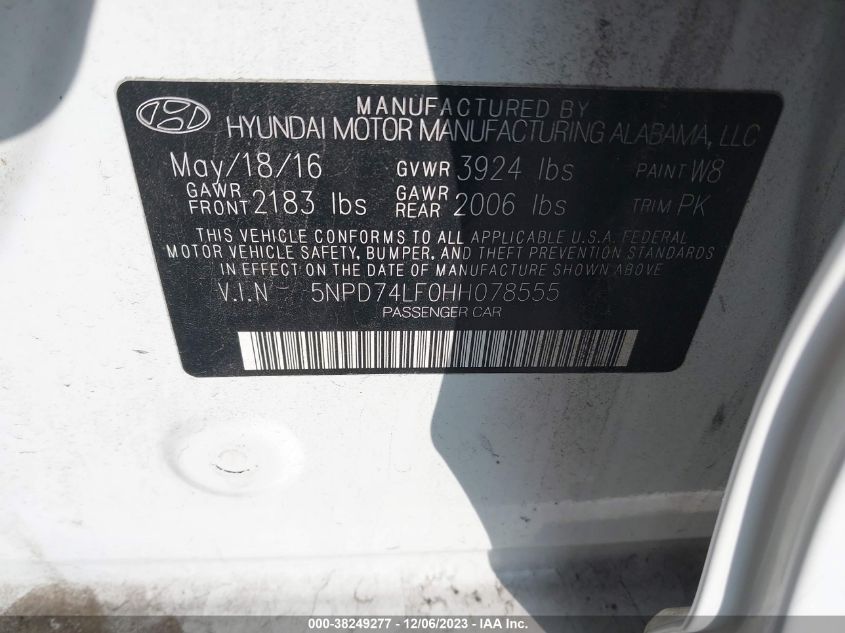 MANUFACTURED BY
HYUNDAI MOTOR MANUFACTURING ALABAMA, LLC
May/18/16 GVWR 3924 lbs PAINT W8
GAWR FRONT 2183 lbs GAWR REAR 2006 lbs TRIM PK
THIS VEHICLE CONFORMS TO ALL APPLICABLE U.S.A. FEDERAL
MOTOR VEHICLE SAFETY, BUMPER, AND THEFT PREVENTION STANDARDS
IN EFFECT ON THE DATE OF MANUFACTURE SHOWN ABOVE
V.I.N 5NPD74LF0HH078555
PASSENGER CAR
000-38249277 - 12/06/2023 - © IAA Inc.